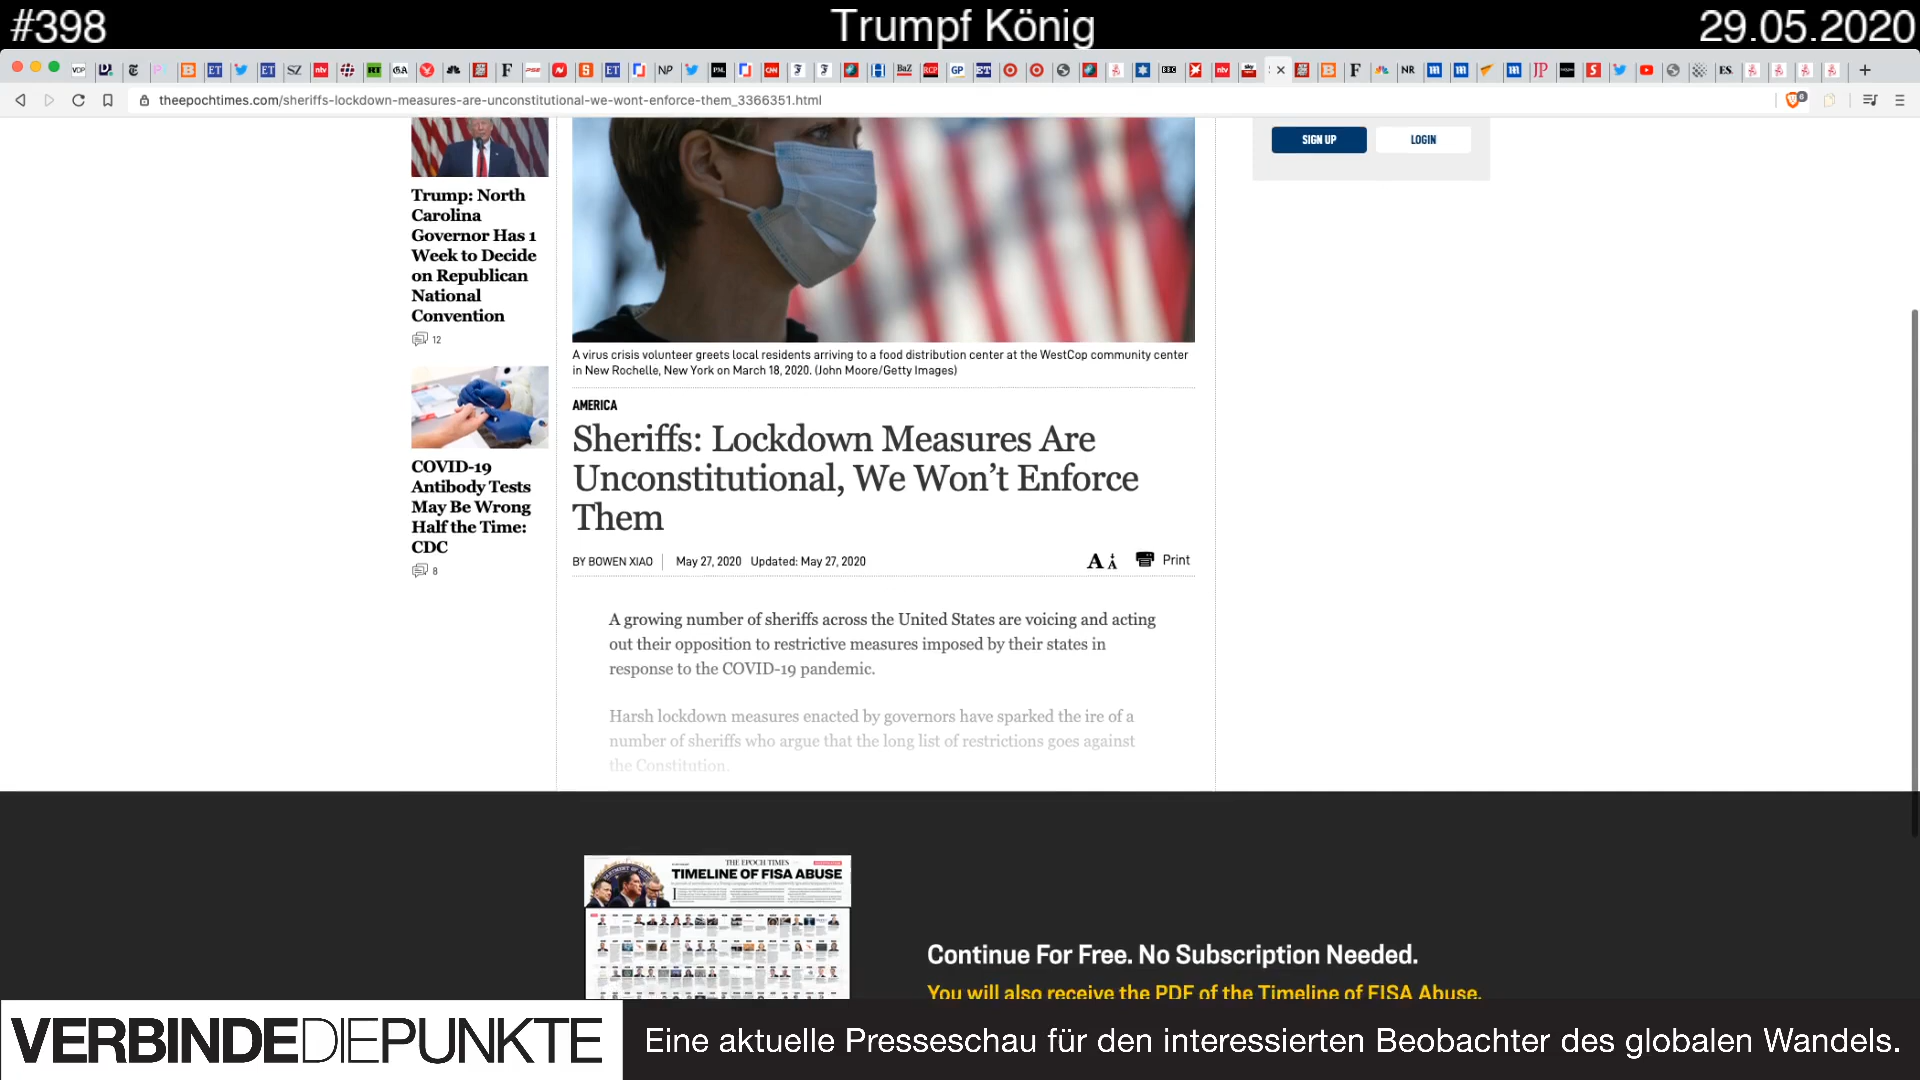 #398
Trumpf König
29.05.2020
theepochtimes.com/sheriffs-lockdown-measures-are-unconstitutional-we-wont-enforce-them_3366351.html
SIGN UP
LOGIN
Trump: North
Carolina
Governor Has 1
Week to Decide
on Republican
National
Convention
12
COVID-19
Antibody Tests
May Be Wrong
Half the Time:
CDC
8
A virus crisis volunteer greets local residents arriving to a food distribution center at the WestCop community center
in New Rochelle, New York on March 18, 2020. (John Moore/Getty Images)
AMERICA
Sheriffs: Lockdown Measures Are
Unconstitutional, We Won’t Enforce
Them
BY BOWEN XIAO
May 27, 2020 Updated: May 27, 2020
Print
A growing number of sheriffs across the United States are voicing and acting
out their opposition to restrictive measures imposed by their states in
response to the COVID-19 pandemic.
Harsh lockdown measures enacted by governors have sparked the ire of a
number of sheriffs who argue that the long list of restrictions goes against
the Constitution.
THE EPOCH TIMES
TIMELINE OF FISA ABUSE
Continue For Free. No Subscription Needed.
You will also receive the PDF of the Timeline of FISA Abuse.
VERBINDEDIEPUNKTE
Eine aktuelle Presseschau für den interessierten Beobachter des globalen Wandels.